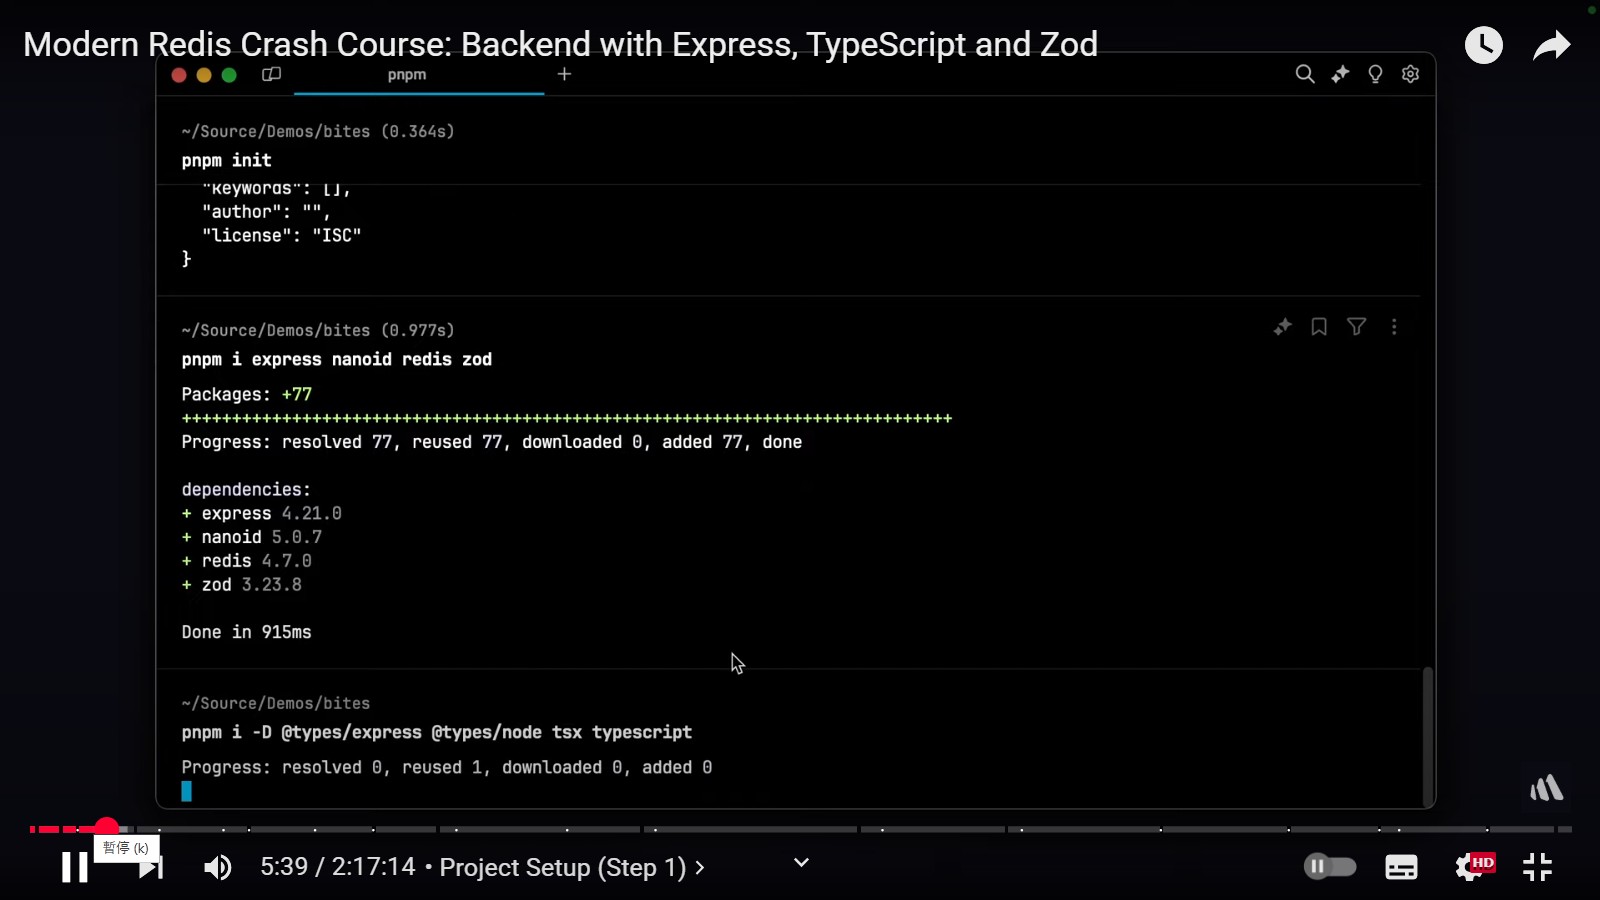 Modern Redis Crash Course: Backend with Express, TypeScript and Zod
pnpm
~/Source/Demos/bites (0.364s)
pnpm init
"keywords": [],
"author": "",
"license": "ISC"
}
~/Source/Demos/bites (0.977s)
pnpm i express nanoid redis zod
Packages: +77
+++++++++++++++++++++++++++++++++++++++++++++++++++++++++++++++++++++++++++++
Progress: resolved 77, reused 77, downloaded 0, added 77, done
dependencies:
+ express 4.21.0
+ nanoid 5.0.7
+ redis 4.7.0
+ zod 3.23.8
Done in 915ms
~/Source/Demos/bites
pnpm i -D @types/express @types/node tsx typescript
Progress: resolved 0, reused 1, downloaded 0, added 0
暂停 (k)
5:39 / 2:17:14 • Project Setup (Step 1) >
HD